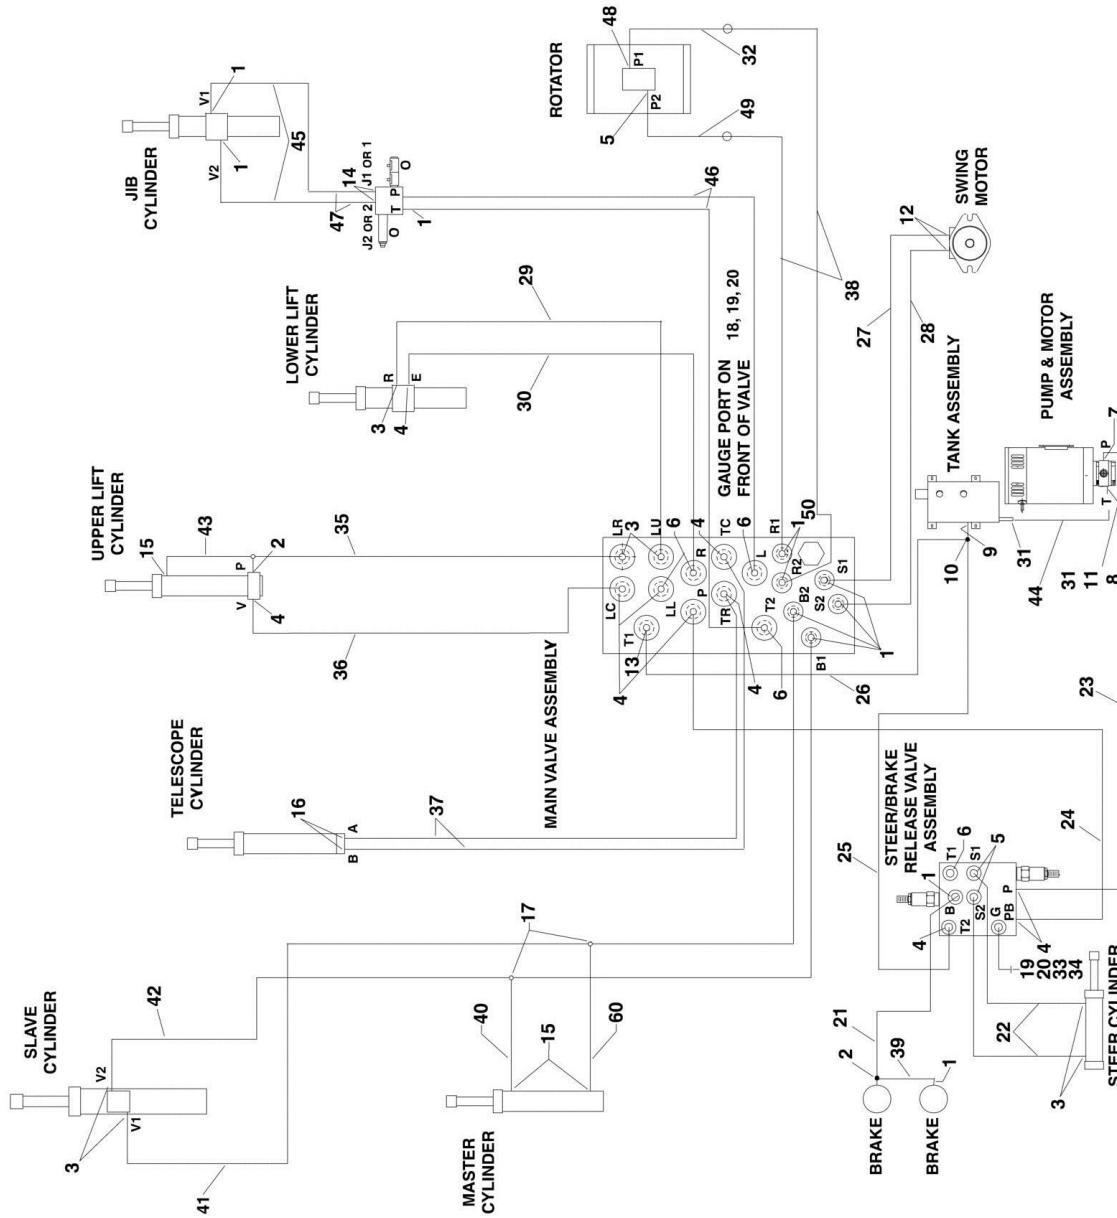 48
P1
32
ROTATOR
P2
5
49
1
V1
JIB
CYLINDER
V2
1
45
J1 OR 1
14
P
O
J2 OR 2
T
O
47
1
46
SWING
MOTOR
12
38
27
28
LOWER LIFT
CYLINDER
29
R
E
3
4
30
GAUGE PORT ON
FRONT OF VALVE
18, 19, 20
TANK ASSEMBLY
PUMP & MOTOR
ASSEMBLY
7
P
T
9
10
31
44
31
11
8
UPPER LIFT
CYLINDER
15
43
P
2
35
V
4
36
LR
3
LU
6
R
4
TC
6
L
R1
1
50
LC
LL
P
TR
T2
R2
B2
S1
S2
T1
13
4
4
6
B1
1
26
MAIN VALVE ASSEMBLY
TELESCOPE
CYLINDER
16
A
B
37
STEER/BRAKE
RELEASE VALVE
ASSEMBLY
25
24
23
T1
6
S1
5
1
B
S2
P
4
T2
G
PB
4
19
20
33
34
17
SLAVE
CYLINDER
42
V2
V1
3
41
40
15
60
MASTER
CYLINDER
21
2
39
1
22
3
BRAKE
BRAKE
STEER CYLINDER
3